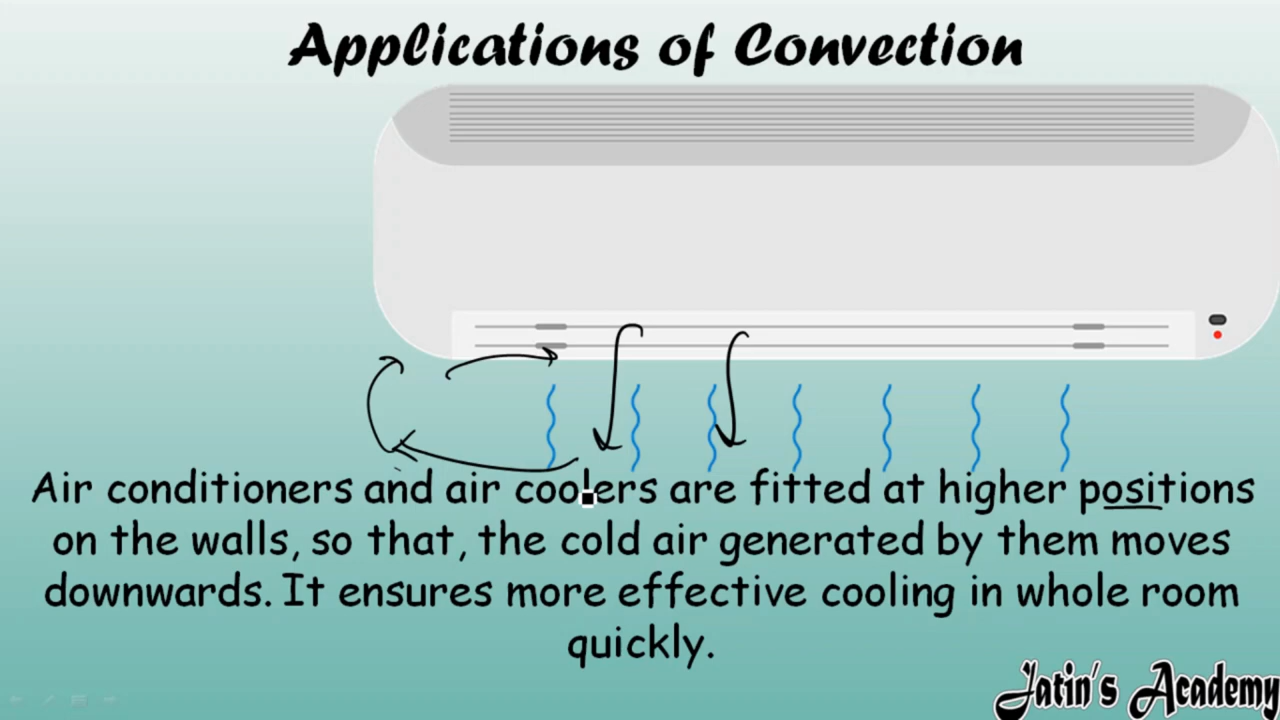 Applications of Convection
Air conditioners and air coolers are fitted at higher positions
on the walls, so that, the cold air generated by them moves
downwards. It ensures more effective cooling in whole room
quickly.
Jatin's Academy